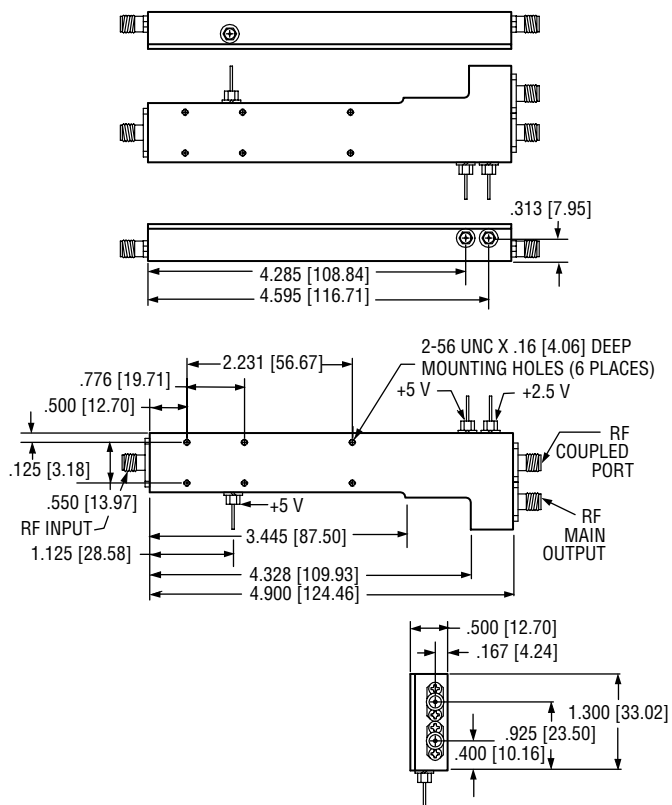 .313 [7.95]
4.285 [108.84]
4.595 [116.71]
2-56 UNC X .16 [4.06] DEEP
MOUNTING HOLES (6 PLACES)
2.231 [56.67]
.776 [19.71]
+5 V
+2.5 V
.500 [12.70]
RF
COUPLED
PORT
.125 [3.18]
.550 [13.97]
+5 V
RF INPUT
3.445 [87.50]
RF
MAIN
OUTPUT
1.125 [28.58]
4.328 [109.93]
4.900 [124.46]
.500 [12.70]
.167 [4.24]
1.300 [33.02]
.925 [23.50]
.400 [10.16]